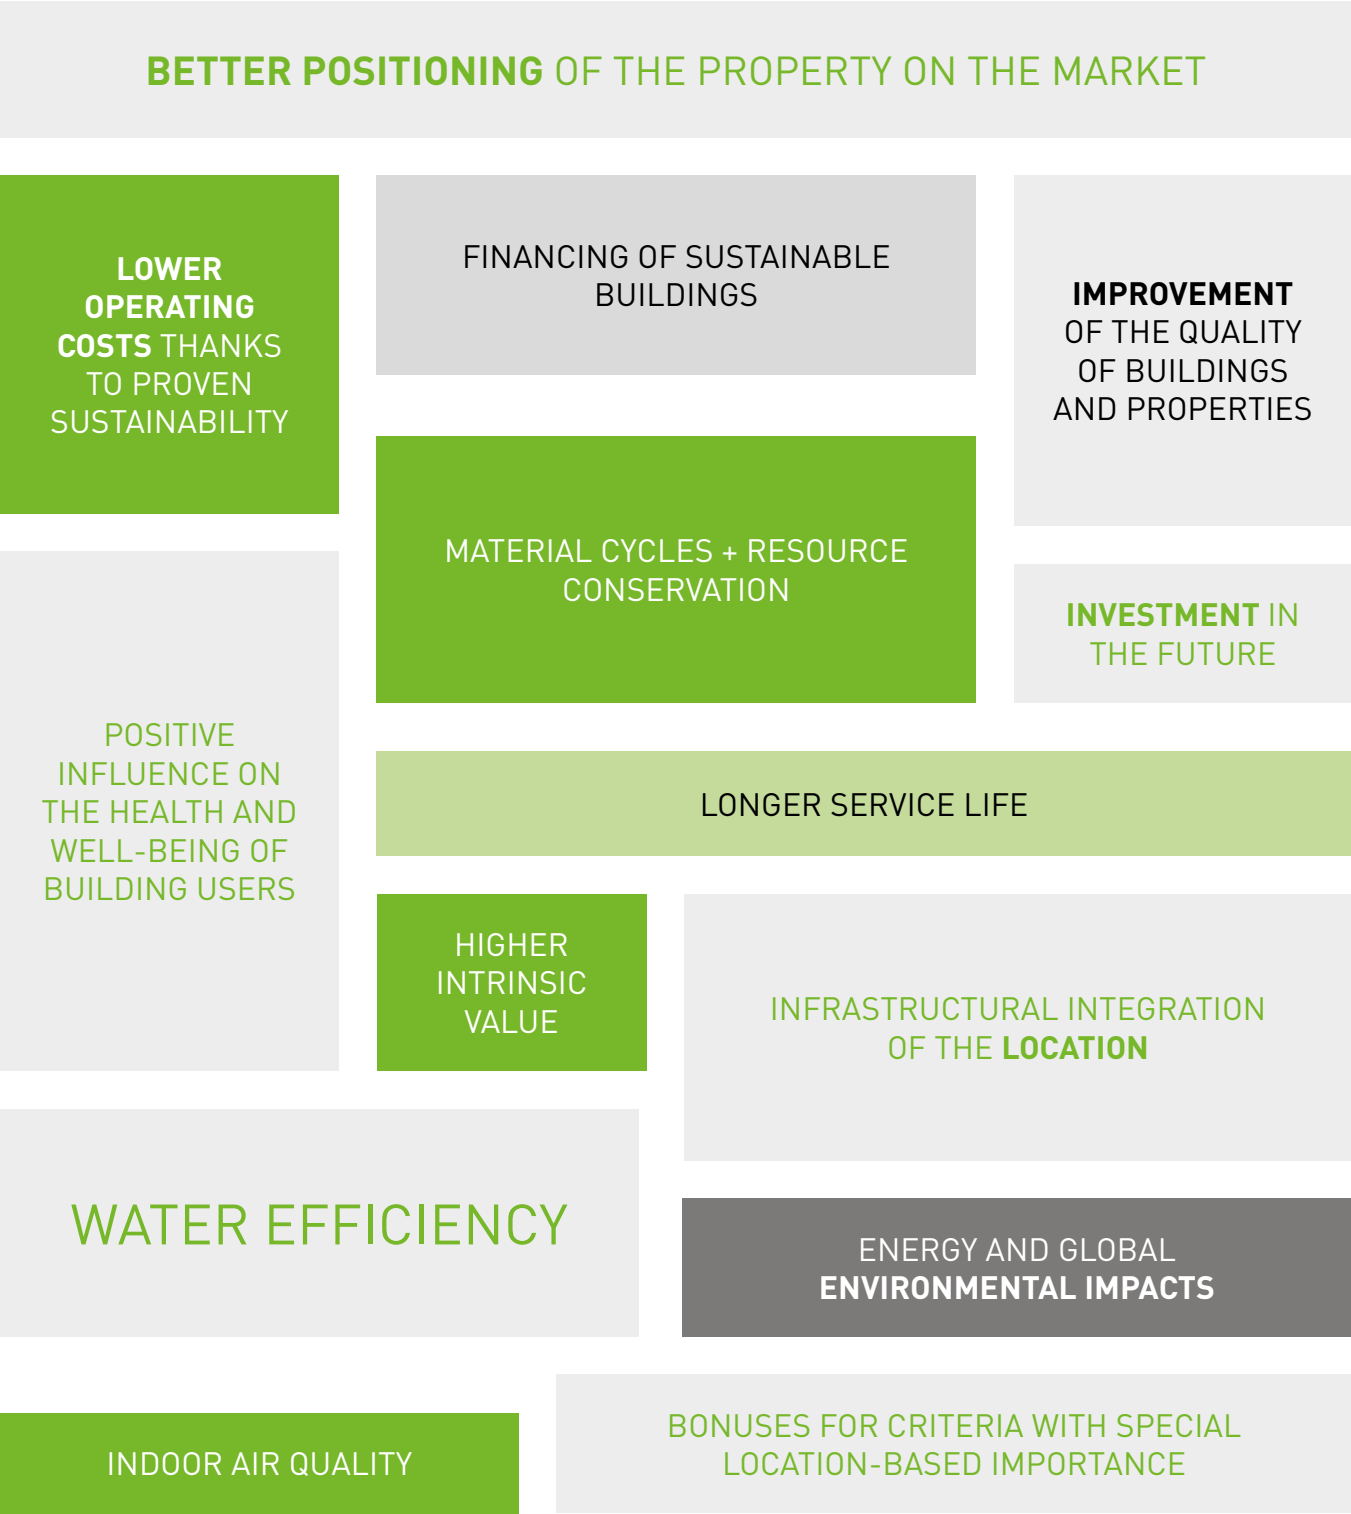 BETTER POSITIONING OF THE PROPERTY ON THE MARKET
LOWER
OPERATING
COSTS THANKS
TO PROVEN
SUSTAINABILITY
FINANCING OF SUSTAINABLE
BUILDINGS
IMPROVEMENT
OF THE QUALITY
OF BUILDINGS
AND PROPERTIES
MATERIAL CYCLES + RESOURCE
CONSERVATION
INVESTMENT IN
THE FUTURE
POSITIVE
INFLUENCE ON
THE HEALTH AND
WELL-BEING OF
BUILDING USERS
LONGER SERVICE LIFE
HIGHER
INTRINSIC
VALUE
INFRASTRUCTURAL INTEGRATION
OF THE LOCATION
WATER EFFICIENCY
ENERGY AND GLOBAL
ENVIRONMENTAL IMPACTS
INDOOR AIR QUALITY
BONUSES FOR CRITERIA WITH SPECIAL
LOCATION-BASED IMPORTANCE